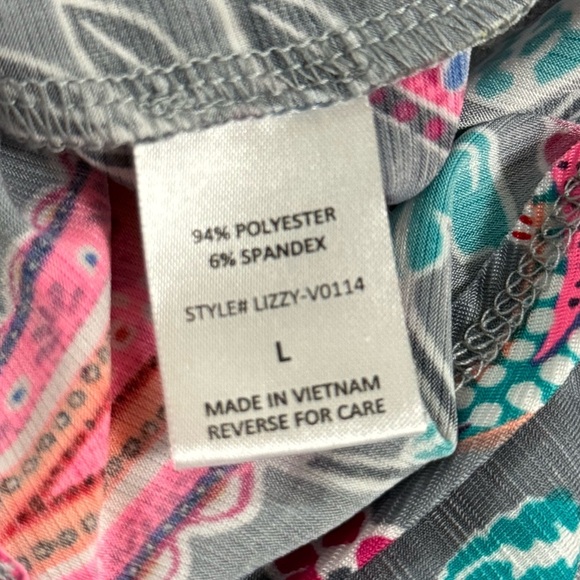 94% POLYESTER
6% SPANDEX
STYLE# LIZZY-V0114
L
MADE IN VIETNAM
REVERSE FOR CARE